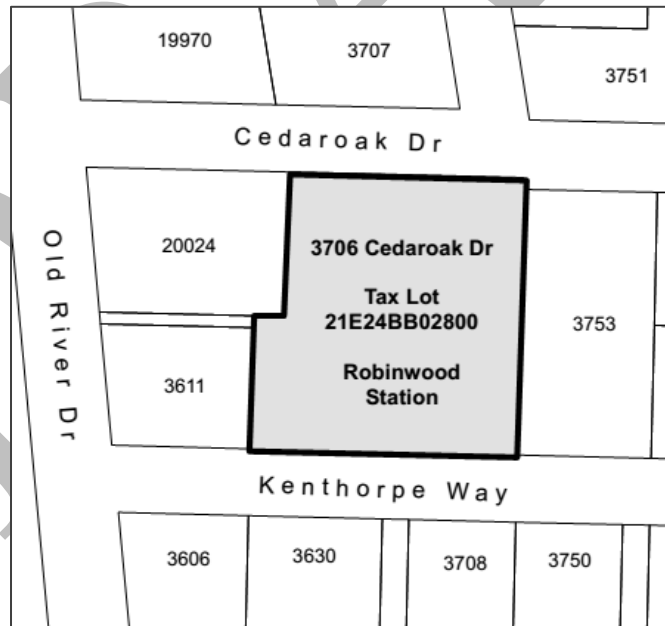 19970
3707
3751
Cedaroak Dr
20024
3706 Cedaroak Dr
Tax Lot
21E24BB02800
Robinwood
Station
3753
Old River Dr
3611
Kenthorpe Way
3606
3630
3708
3750